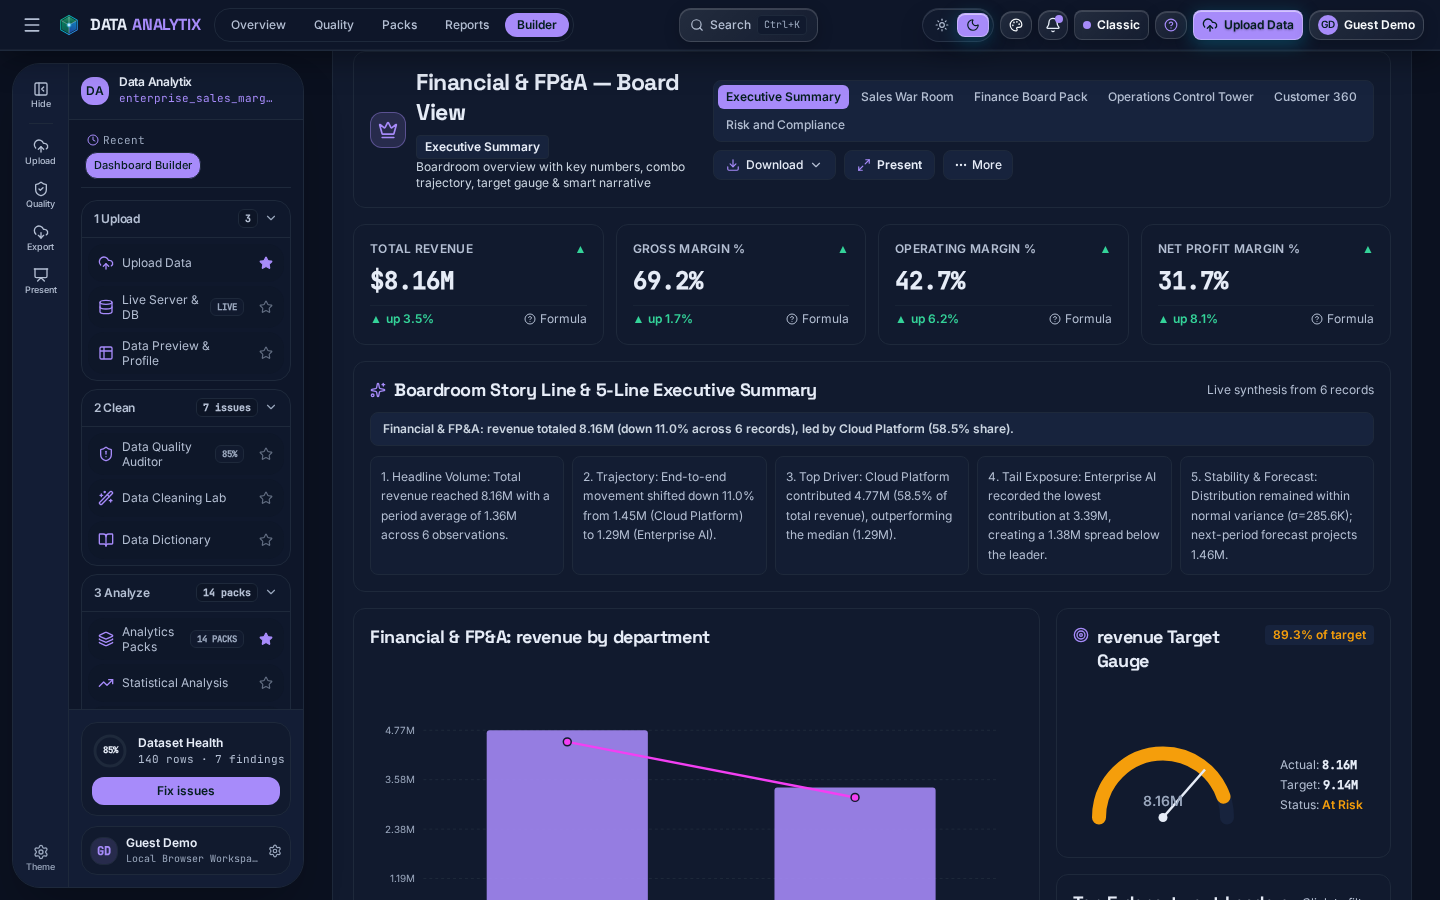 DATA ANALYTIX
Overview
Quality
Packs
Reports
Builder
Search
Ctrl+K
Classic
Upload Data
GD
Guest Demo
Hide
Upload
Quality
Export
Present
Theme
DA
Data Analytix
enterprise_sales_marg…
Recent
Dashboard Builder
1 Upload
3
Upload Data
Live Server &
DB
LIVE
Data Preview &
Profile
2 Clean
7 issues
Data Quality
Auditor
85%
Data Cleaning Lab
Data Dictionary
3 Analyze
14 packs
Analytics
Packs
14 PACKS
Statistical Analysis
85%
Dataset Health
140 rows · 7 findings
Fix issues
GD
Guest Demo
Local Browser Workspa…
Financial & FP&A — Board
View
Executive Summary
Boardroom overview with key numbers, combo
trajectory, target gauge & smart narrative
Executive Summary
Sales War Room
Finance Board Pack
Operations Control Tower
Customer 360
Risk and Compliance
Download
Present
··· More
TOTAL REVENUE ▲
$8.16M
▲ up 3.5%
Formula
GROSS MARGIN % ▲
69.2%
▲ up 1.7%
Formula
OPERATING MARGIN % ▲
42.7%
▲ up 6.2%
Formula
NET PROFIT MARGIN % ▲
31.7%
▲ up 8.1%
Formula
Boardroom Story Line & 5-Line Executive Summary
Live synthesis from 6 records
Financial & FP&A: revenue totaled 8.16M (down 11.0% across 6 records), led by Cloud Platform (58.5% share).
1. Headline Volume: Total
revenue reached 8.16M with a
period average of 1.36M
across 6 observations.
2. Trajectory: End-to-end
movement shifted down 11.0%
from 1.45M (Cloud Platform)
to 1.29M (Enterprise AI).
3. Top Driver: Cloud Platform
contributed 4.77M (58.5% of
total revenue), outperforming
the median (1.29M).
4. Tail Exposure: Enterprise AI
recorded the lowest
contribution at 3.39M,
creating a 1.38M spread below
the leader.
5. Stability & Forecast:
Distribution remained within
normal variance (σ=285.6K);
next-period forecast projects
1.46M.
Financial & FP&A: revenue by department
4.77M
3.58M
2.38M
1.19M
revenue Target
Gauge
89.3% of target
8.16M
Actual: 8.16M
Target: 9.14M
Status: At Risk